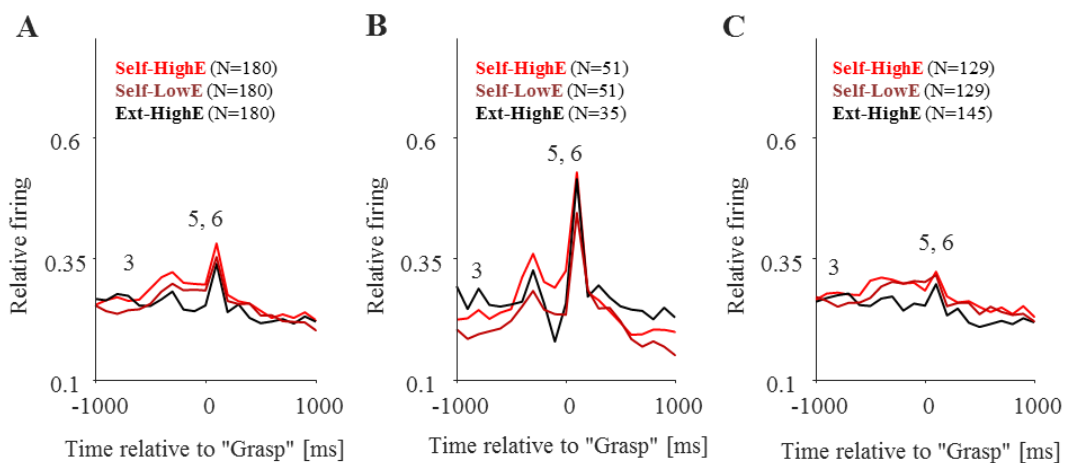 A
Self-HighE (N=180)
Self-LowE (N=180)
Ext-HighE (N=180)
0.6
5, 6
3
0.35
0.1
-1000
0
1000
Relative firing
Time relative to "Grasp" [ms]
B
Self-HighE (N=51)
Self-LowE (N=51)
Ext-HighE (N=35)
0.6
5, 6
3
0.35
0.1
-1000
0
1000
Relative firing
Time relative to "Grasp" [ms]
C
Self-HighE (N=129)
Self-LowE (N=129)
Ext-HighE (N=145)
0.6
5, 6
3
0.35
0.1
-1000
0
1000
Relative firing
Time relative to "Grasp" [ms]